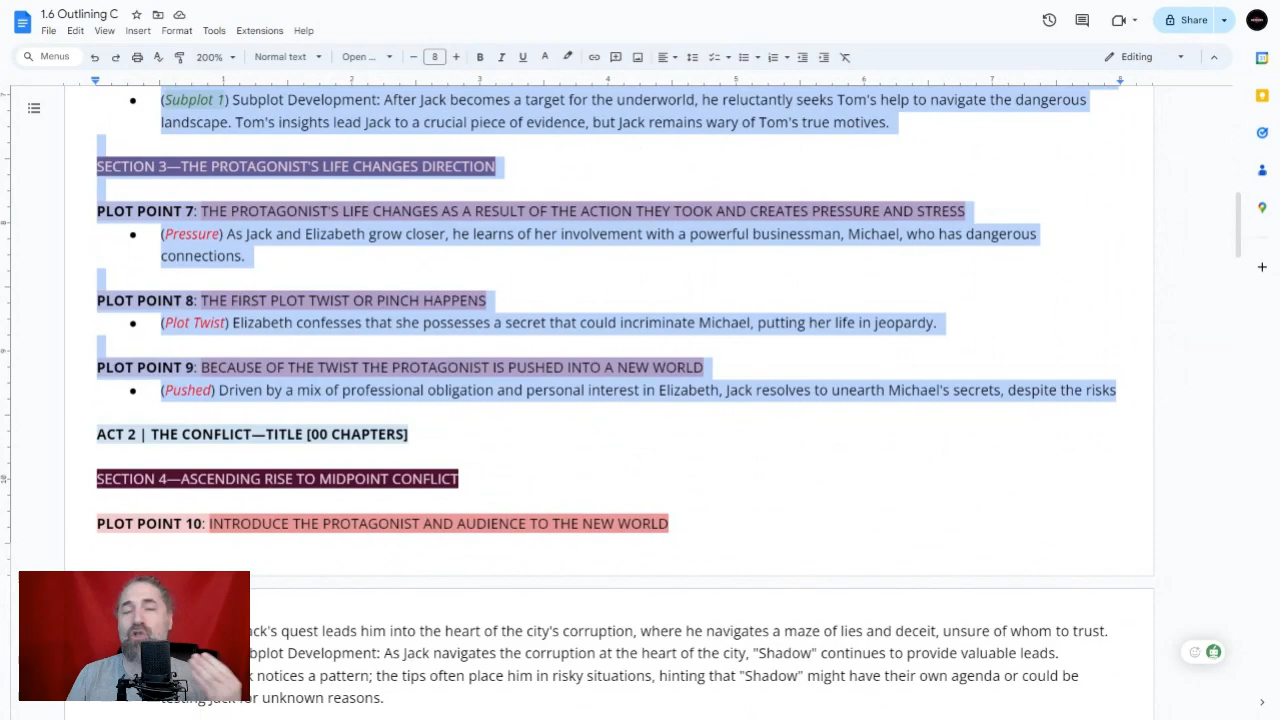 1.6 Outlining C
File Edit View Insert Format Tools Extensions Help
Share
Menus
200%
Normal text
Open ...
8
Editing
1 2 3 4 5 6 7 8
(Subplot 1) Subplot Development: After Jack becomes a target for the underworld, he reluctantly seeks Tom's help to navigate the dangerous
landscape. Tom's insights lead Jack to a crucial piece of evidence, but Jack remains wary of Tom's true motives.
SECTION 3—THE PROTAGONIST'S LIFE CHANGES DIRECTION
PLOT POINT 7: THE PROTAGONIST'S LIFE CHANGES AS A RESULT OF THE ACTION THEY TOOK AND CREATES PRESSURE AND STRESS
(Pressure) As Jack and Elizabeth grow closer, he learns of her involvement with a powerful businessman, Michael, who has dangerous
connections.
PLOT POINT 8: THE FIRST PLOT TWIST OR PINCH HAPPENS
(Plot Twist) Elizabeth confesses that she possesses a secret that could incriminate Michael, putting her life in jeopardy.
PLOT POINT 9: BECAUSE OF THE TWIST THE PROTAGONIST IS PUSHED INTO A NEW WORLD
(Pushed) Driven by a mix of professional obligation and personal interest in Elizabeth, Jack resolves to unearth Michael's secrets, despite the risks
ACT 2 | THE CONFLICT—TITLE [00 CHAPTERS]
SECTION 4—ASCENDING RISE TO MIDPOINT CONFLICT
PLOT POINT 10: INTRODUCE THE PROTAGONIST AND AUDIENCE TO THE NEW WORLD
ack's quest leads him into the heart of the city's corruption, where he navigates a maze of lies and deceit, unsure of whom to trust.
bplot Development: As Jack navigates the corruption at the heart of the city, "Shadow" continues to provide valuable leads.
notices a pattern; the tips often place him in risky situations, hinting that "Shadow" might have their own agenda or could be
testing Jack for unknown reasons.